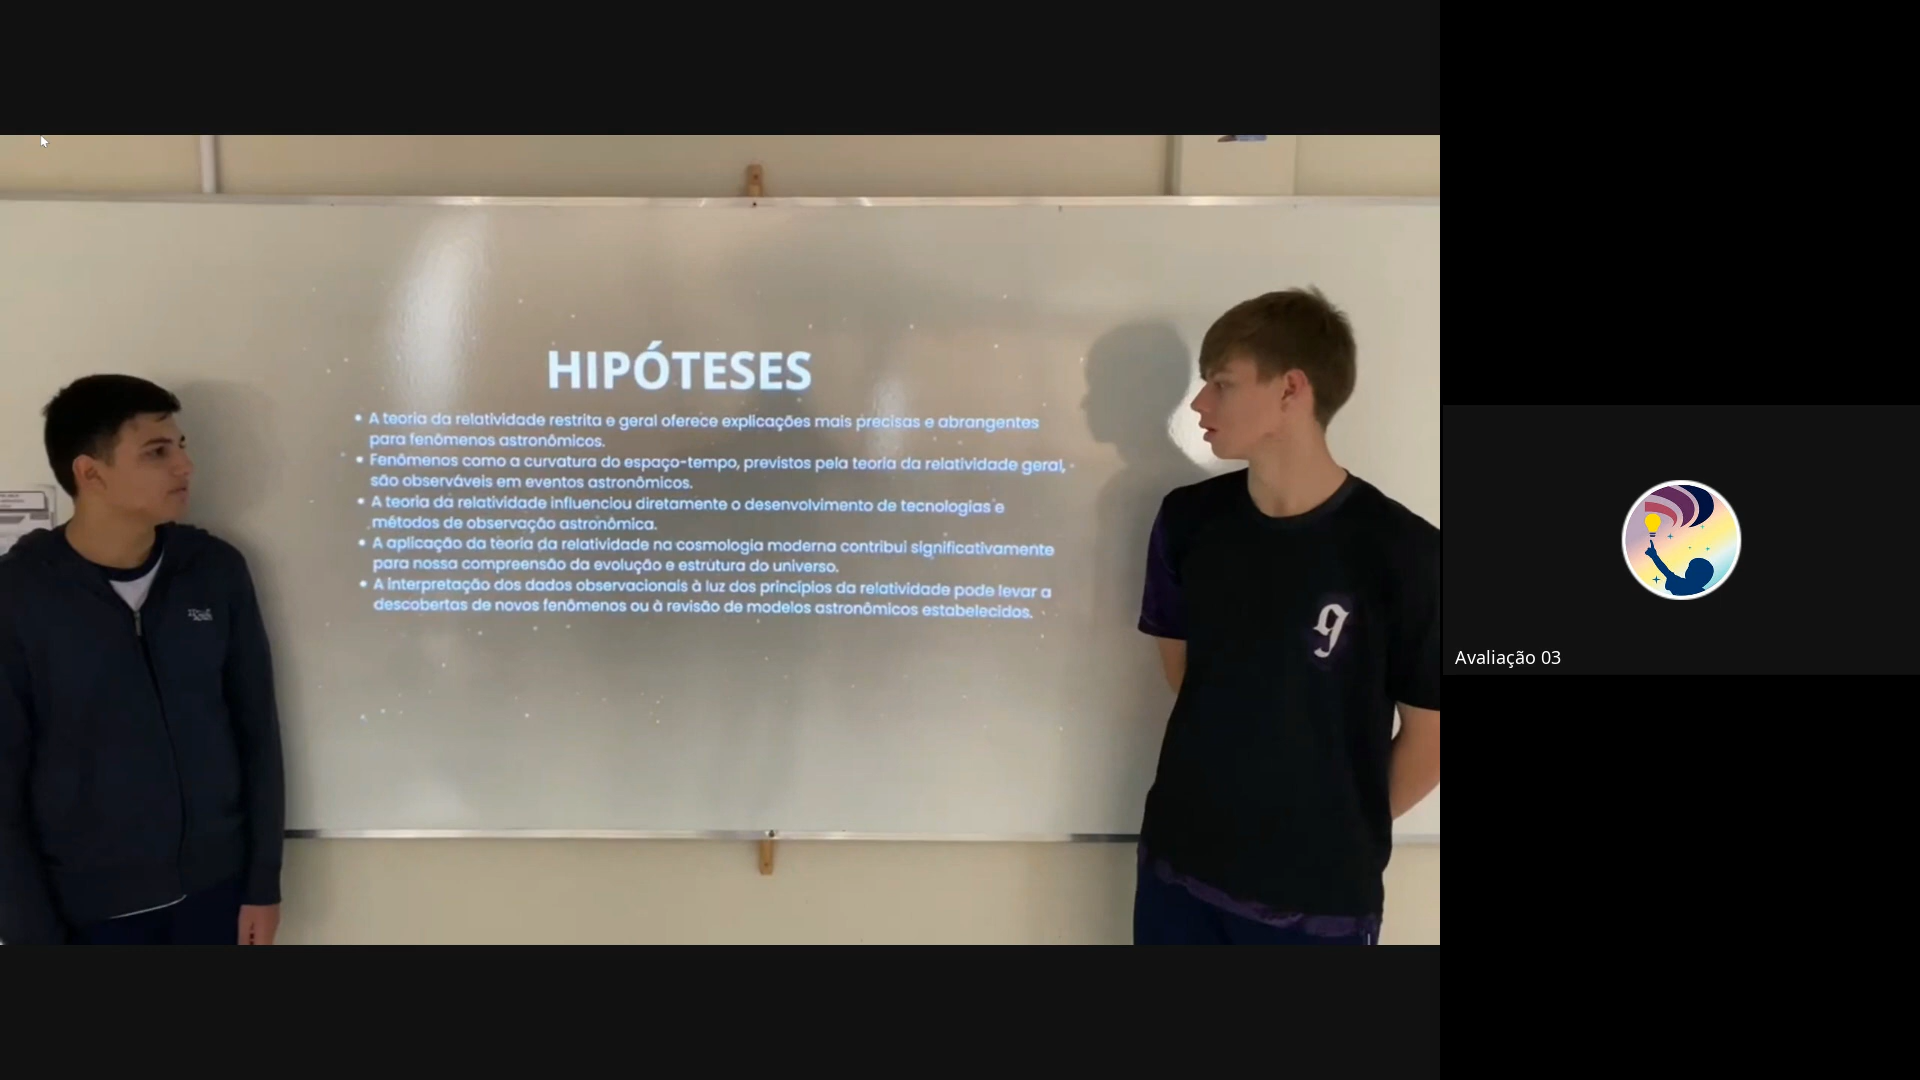 HIPÓTESES
• A teoria da relatividade restrita e geral oferece explicações mais precisas e abrangentes
para fenômenos astronômicos.
• Fenômenos como a curvatura do espaço-tempo, previstos pela teoria da relatividade geral,
são observáveis em eventos astronômicos.
• A teoria da relatividade influenciou diretamente o desenvolvimento de tecnologias e
métodos de observação astronômica.
• A aplicação da teoria da relatividade na cosmologia moderna contribui significativamente
para nossa compreensão da evolução e estrutura do universo.
• A interpretação dos dados observacionais à luz dos princípios da relatividade pode levar a
descobertas de novos fenômenos ou à revisão de modelos astronômicos estabelecidos.
g
Avaliação 03